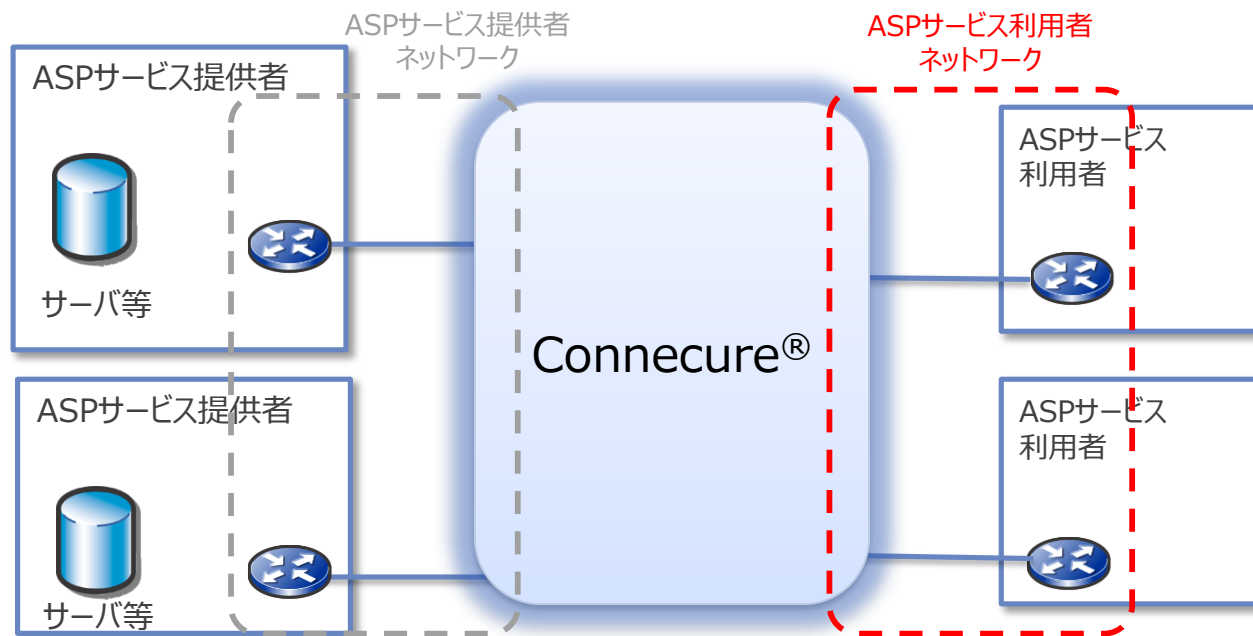 ASPサービス提供者
ネットワーク
ASPサービス利用者
ネットワーク
ASPサービス提供者
サーバ等
ASPサービス提供者
サーバ等
Connecure®
ASPサービス
利用者
ASPサービス
利用者